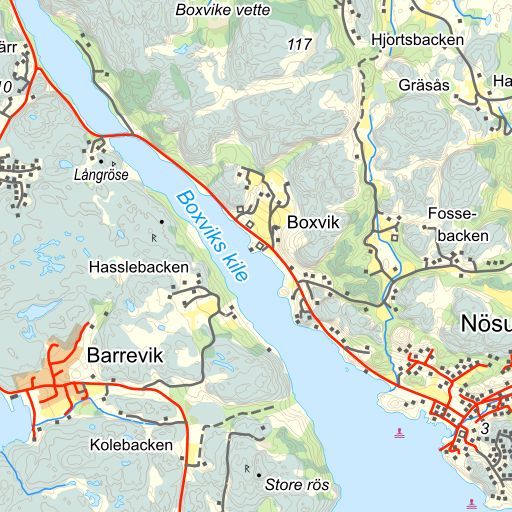 Boxvike vette
117
Hjortsbacken
ärr
10
Gräsås
Ha
Långröse
Boxviks kile
Boxvik
Fosse-
backen
Hasslebacken
Nösu
Barrevik
Kolebacken
3
Store rös
R
R